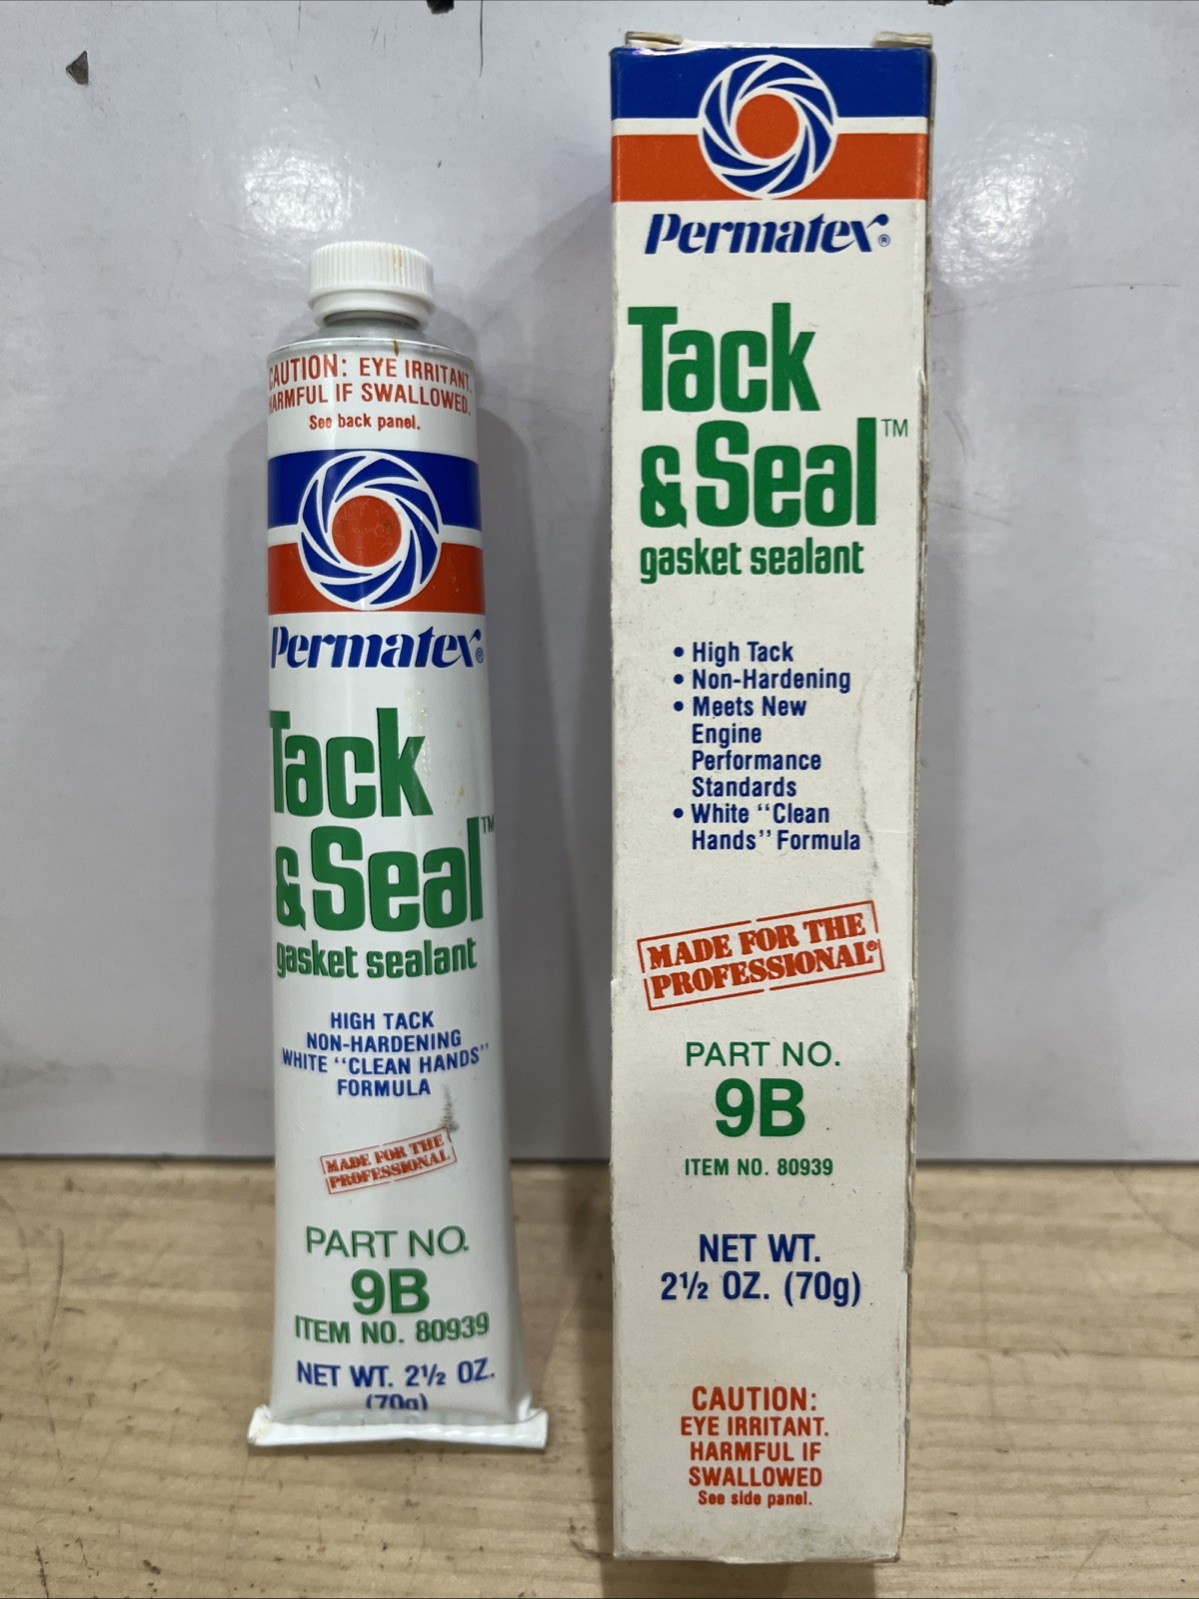 CAUTION: EYE IRRITANT.
HARMFUL IF SWALLOWED.
See back panel.
Permatex®
Tack
& Seal™
gasket sealant
HIGH TACK
NON-HARDENING
WHITE "CLEAN HANDS"
FORMULA
MADE FOR THE
PROFESSIONAL
PART NO.
9B
ITEM NO. 80939
NET WT. 2½ OZ.
(70g)
Permatex®
Tack
& Seal™
gasket sealant
• High Tack
• Non-Hardening
• Meets New
Engine
Performance
Standards
• White "Clean
Hands" Formula
MADE FOR THE
PROFESSIONAL®
PART NO.
9B
ITEM NO. 80939
NET WT.
2½ OZ. (70g)
CAUTION:
EYE IRRITANT.
HARMFUL IF
SWALLOWED
See side panel.